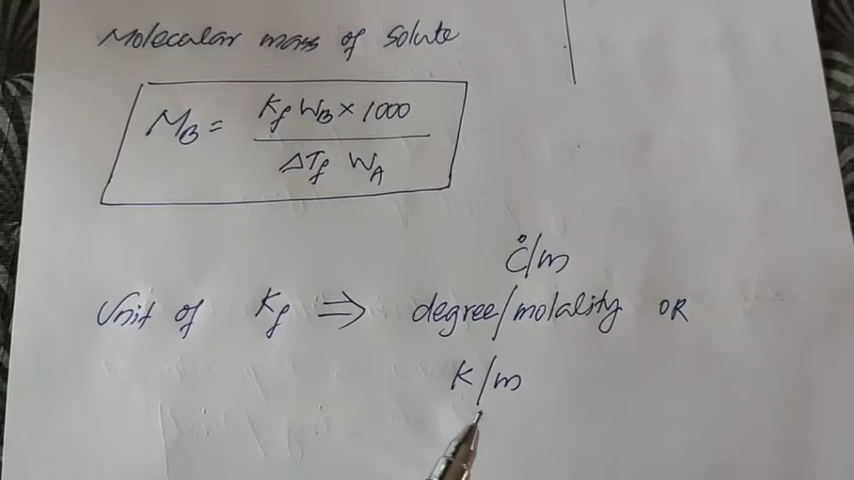 Molecular mass of solute
M_B = K_f W_B × 1000 / ΔT_f W_A
°C/m
Unit of K_f ⇒ degree/molality OR
K/m